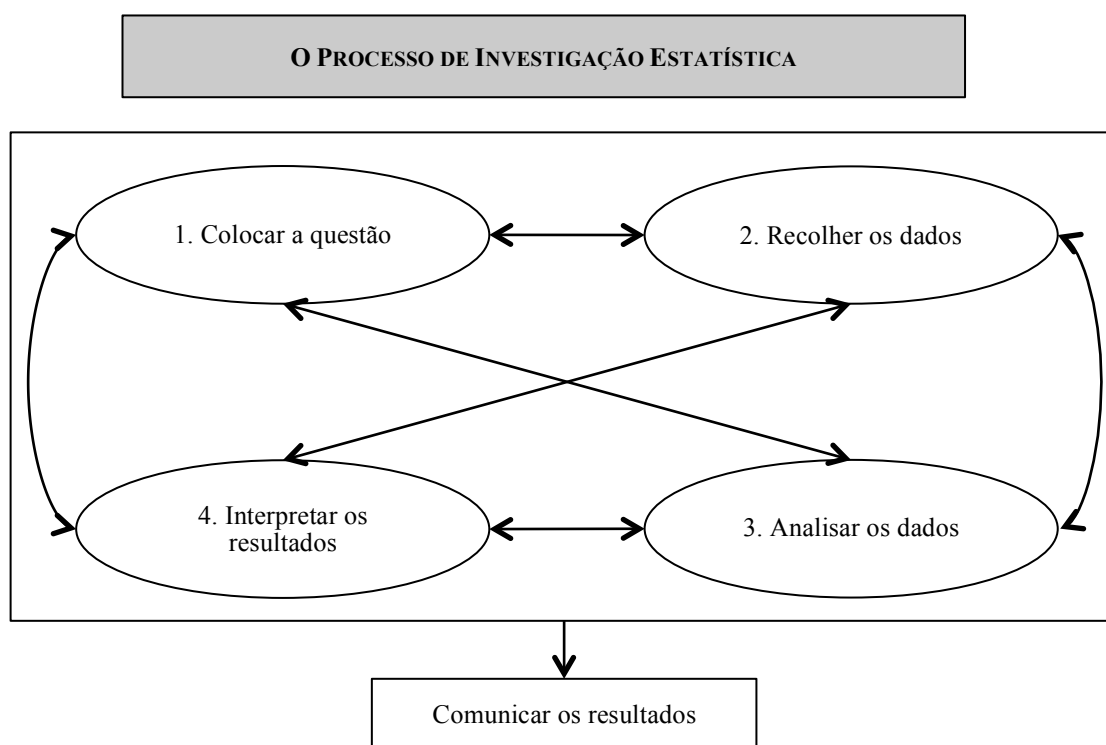 O PROCESSO DE INVESTIGAÇÃO ESTATÍSTICA
1. Colocar a questão
2. Recolher os dados
4. Interpretar os
resultados
3. Analisar os dados
Comunicar os resultados